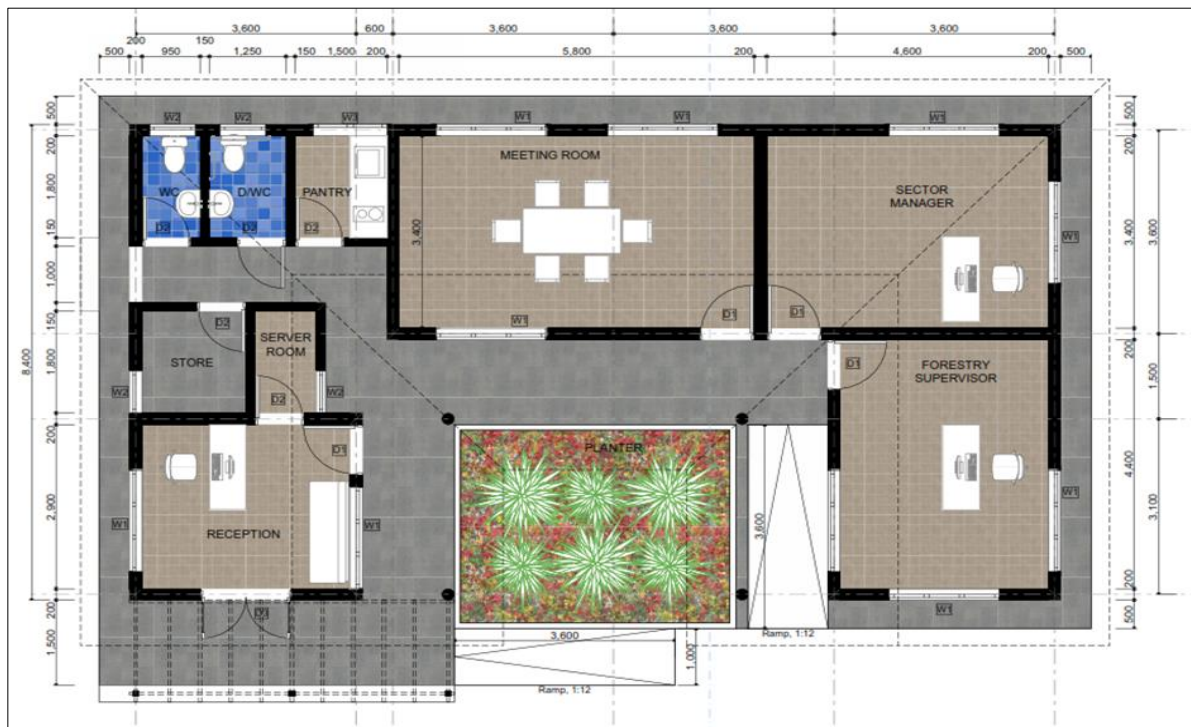 3,600 600 3,600 3,600 3,600
200 150
500 950 1,250 150 1,500 200 5,800 200 4,600 200 500
500 500
W2 W2 W3 W1 W1 W1
200 200
MEETING ROOM
WC D/WC PANTRY
SECTOR
MANAGER
1,800 3,400 W1 3,400 3,600
D2 D2 D2
150
1,000
W1 D1 D1
150 200
D2
SERVER
ROOM
STORE
D1
FORESTRY
SUPERVISOR
8,400 1,800 1,500
W2 D2 W2
200
PLANTER
D1
4,400
2,900 W1 W1 3,600 W1 3,100
RECEPTION
200 200
W1
500
1,500
3,600
Ramp, 1:12
1,000
Ramp, 1:12